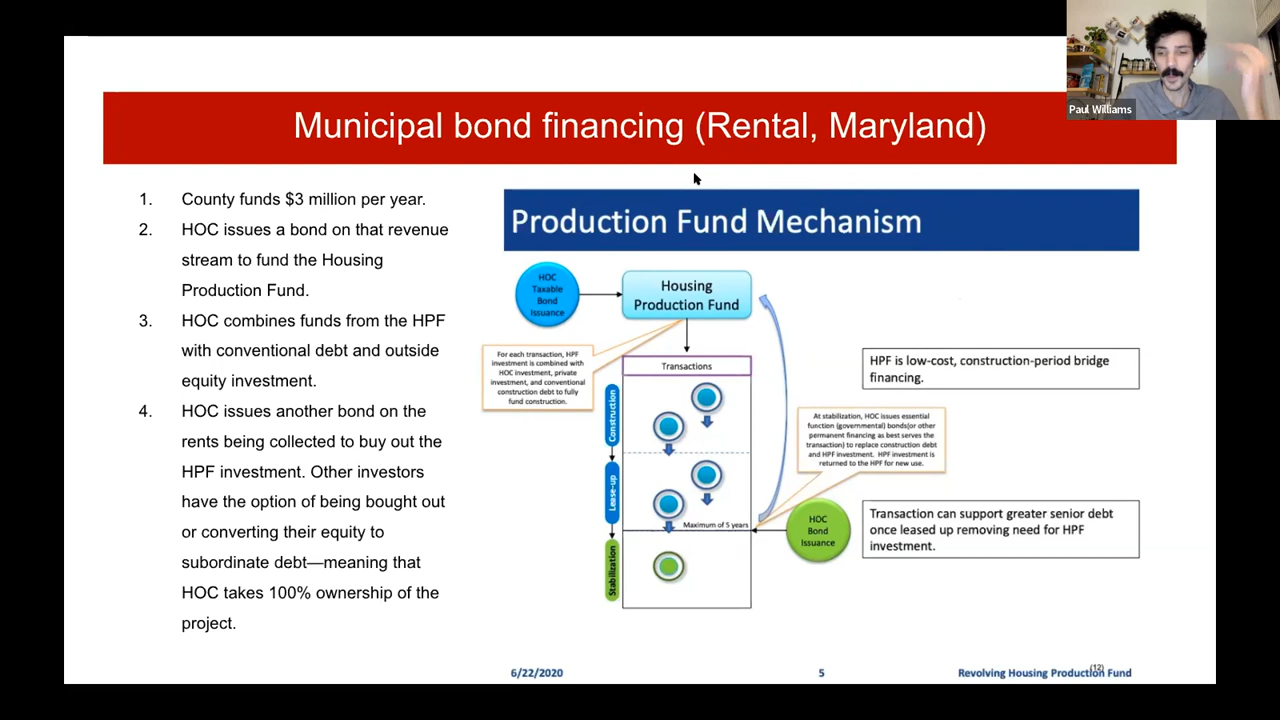 Paul Williams
Municipal bond financing (Rental, Maryland)
1. County funds $3 million per year.
2. HOC issues a bond on that revenue
stream to fund the Housing
Production Fund.
3. HOC combines funds from the HPF
with conventional debt and outside
equity investment.
4. HOC issues another bond on the
rents being collected to buy out the
HPF investment. Other investors
have the option of being bought out
or converting their equity to
subordinate debt—meaning that
HOC takes 100% ownership of the
project.
Production Fund Mechanism
HOC
Taxable
Bond
Issuance
Housing
Production Fund
For each transaction, HPF
investment is combined with
HOC investment, private
investment, and conventional
construction debt to fully
fund construction.
Transactions
Construction
Lease-up
Maximum of 5 years
Stabilization
HPF is low-cost, construction-period bridge
financing.
At stabilization, HOC issues essential
function (governmental) bonds(or other
permanent financing as best serves the
transaction) to replace construction debt
and HPF investment. HPF investment is
returned to the HPF for new use.
HOC
Bond
Issuance
Transaction can support greater senior debt
once leased up removing need for HPF
investment.
6/22/2020
5
Revolving Housing Production Fund
(12)